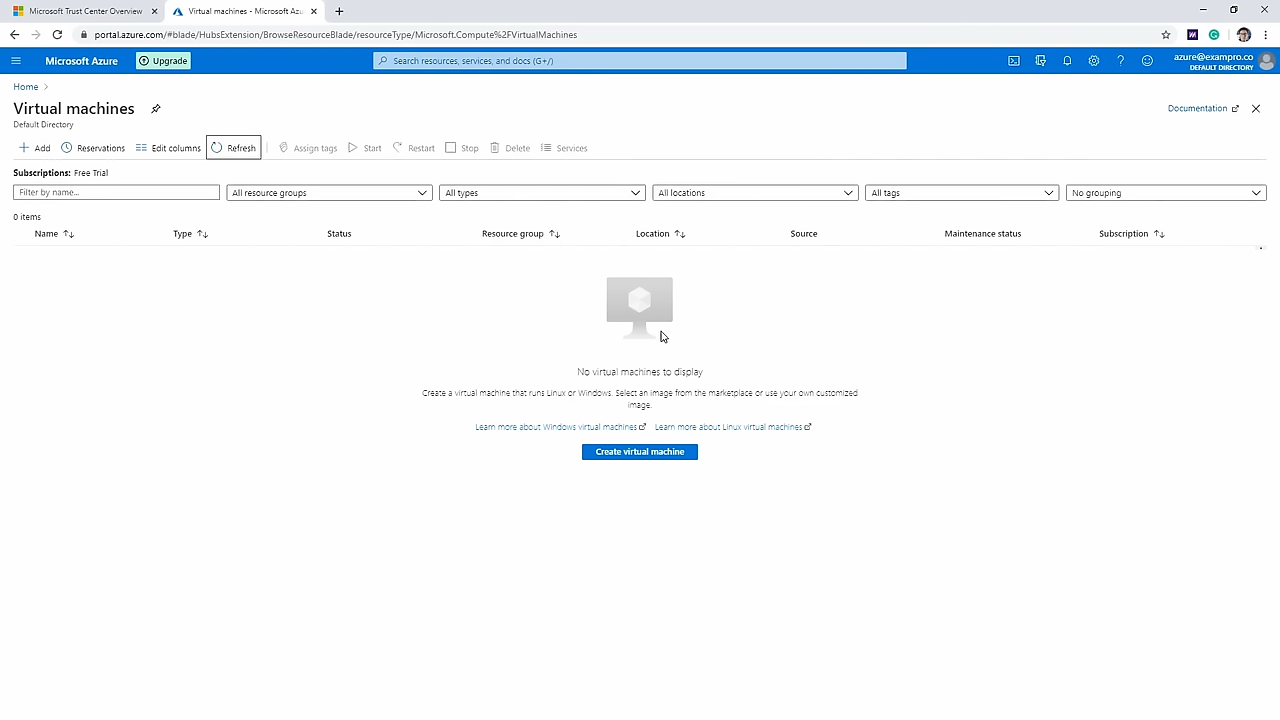 Microsoft Trust Center Overview
Virtual machines - Microsoft Azu
portal.azure.com/#blade/HubsExtension/BrowseResourceBlade/resourceType/Microsoft.Compute%2FVirtualMachines
Microsoft Azure
Upgrade
Search resources, services, and docs (G+/)
azure@exampro.co
DEFAULT DIRECTORY
Home
Virtual machines
Default Directory
Documentation
Add
Reservations
Edit columns
Refresh
Assign tags
Start
Restart
Stop
Delete
Services
Subscriptions: Free Trial
Filter by name...
All resource groups
All types
All locations
All tags
No grouping
0 items
Name
Type
Status
Resource group
Location
Source
Maintenance status
Subscription
No virtual machines to display
Create a virtual machine that runs Linux or Windows. Select an image from the marketplace or use your own customized
image.
Learn more about Windows virtual machines
Learn more about Linux virtual machines
Create virtual machine